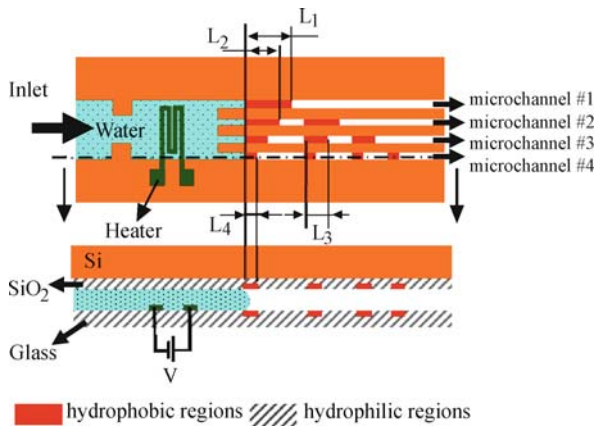 L1
L2
Inlet
Water
microchannel #1
microchannel #2
microchannel #3
microchannel #4
Heater
L4
L3
Si
SiO2
Glass
V
hydrophobic regions
hydrophilic regions